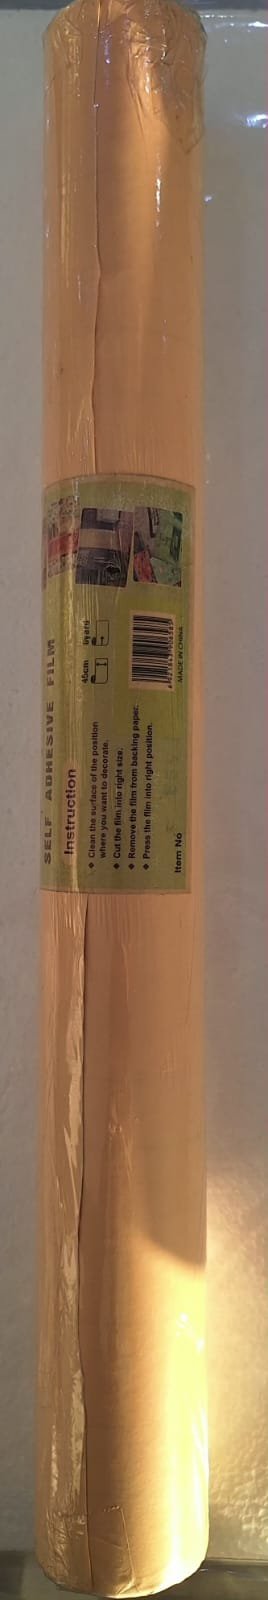 SELF ADHESIVE FILM
Instruction
❖ Clean the surface of the position
where you want to decorate.
❖ Cut the film into right size.
❖ Remove the film from backing paper.
❖ Press the film into right position.
Item No
45cm
MADE IN CHINA